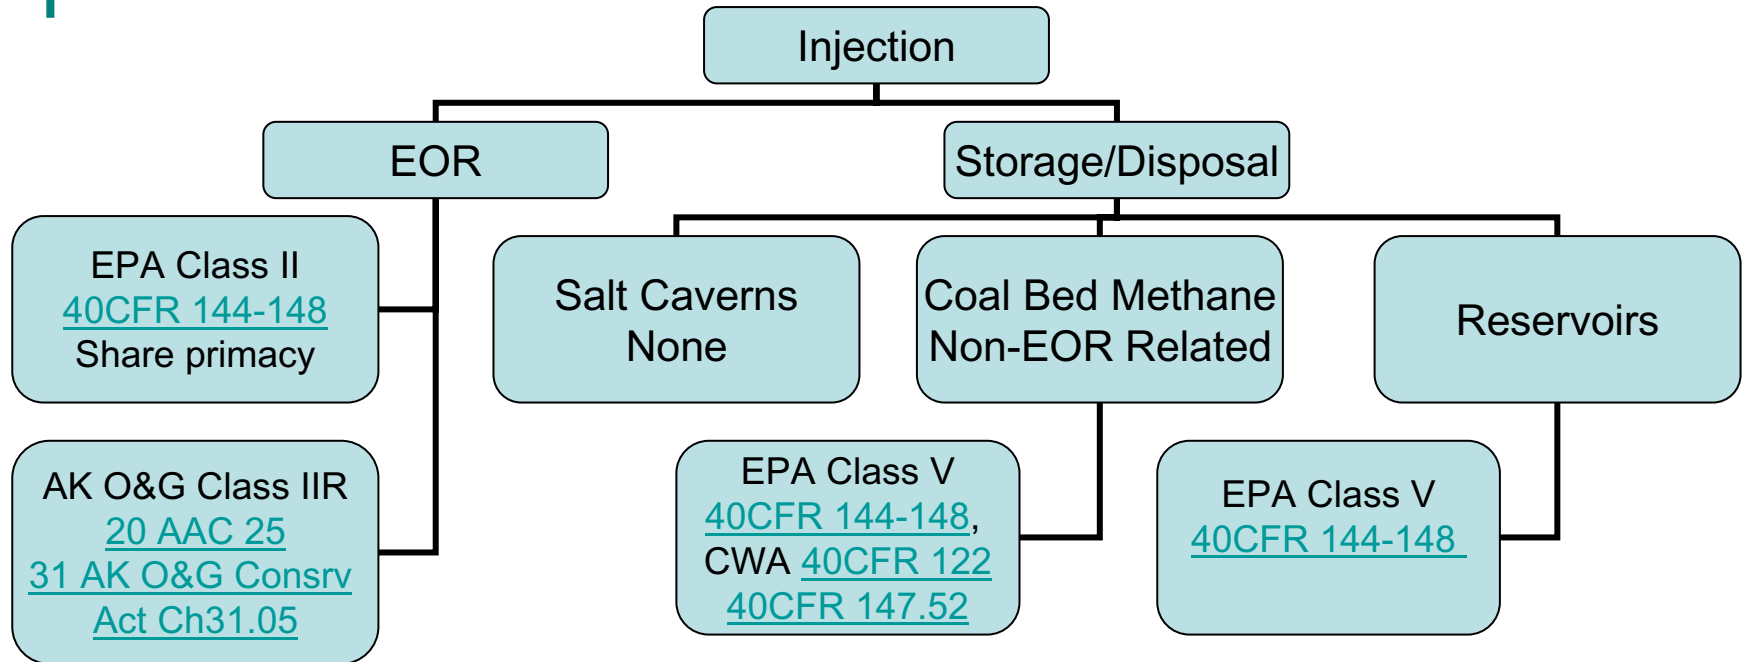 Injection
EOR
Storage/Disposal
EPA Class II
40CFR 144-148
Share primacy
Salt Caverns
None
Coal Bed Methane
Non-EOR Related
Reservoirs
AK O&G Class IIR
20 AAC 25
31 AK O&G Consrv
Act Ch31.05
EPA Class V
40CFR 144-148,
CWA 40CFR 122
40CFR 147.52
EPA Class V
40CFR 144-148